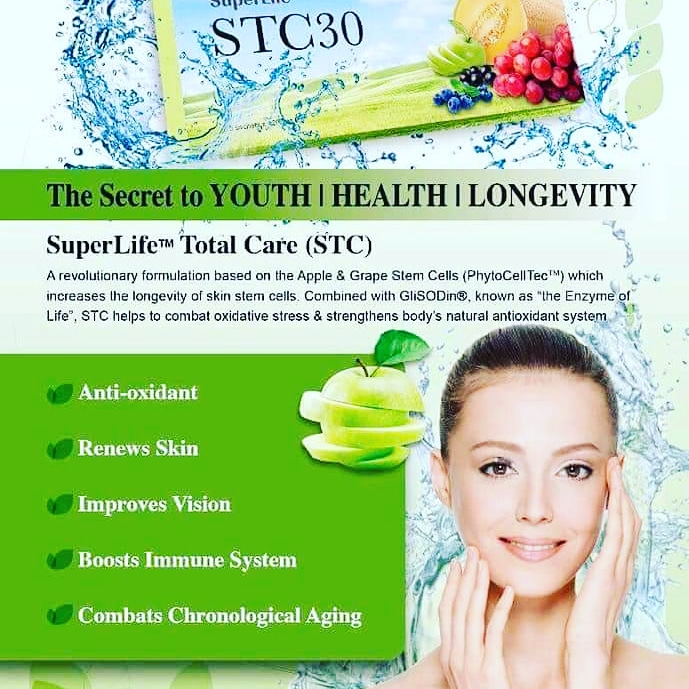 SuperLife
STC30
The Secret to YOUTH | HEALTH | LONGEVITY
SuperLife™ Total Care (STC)
A revolutionary formulation based on the Apple & Grape Stem Cells (PhytoCellTec™) which
increases the longevity of skin stem cells. Combined with GliSODin®, known as “the Enzyme of
Life”, STC helps to combat oxidative stress & strengthens body's natural antioxidant system
Anti-oxidant
Renews Skin
Improves Vision
Boosts Immune System
Combats Chronological Aging